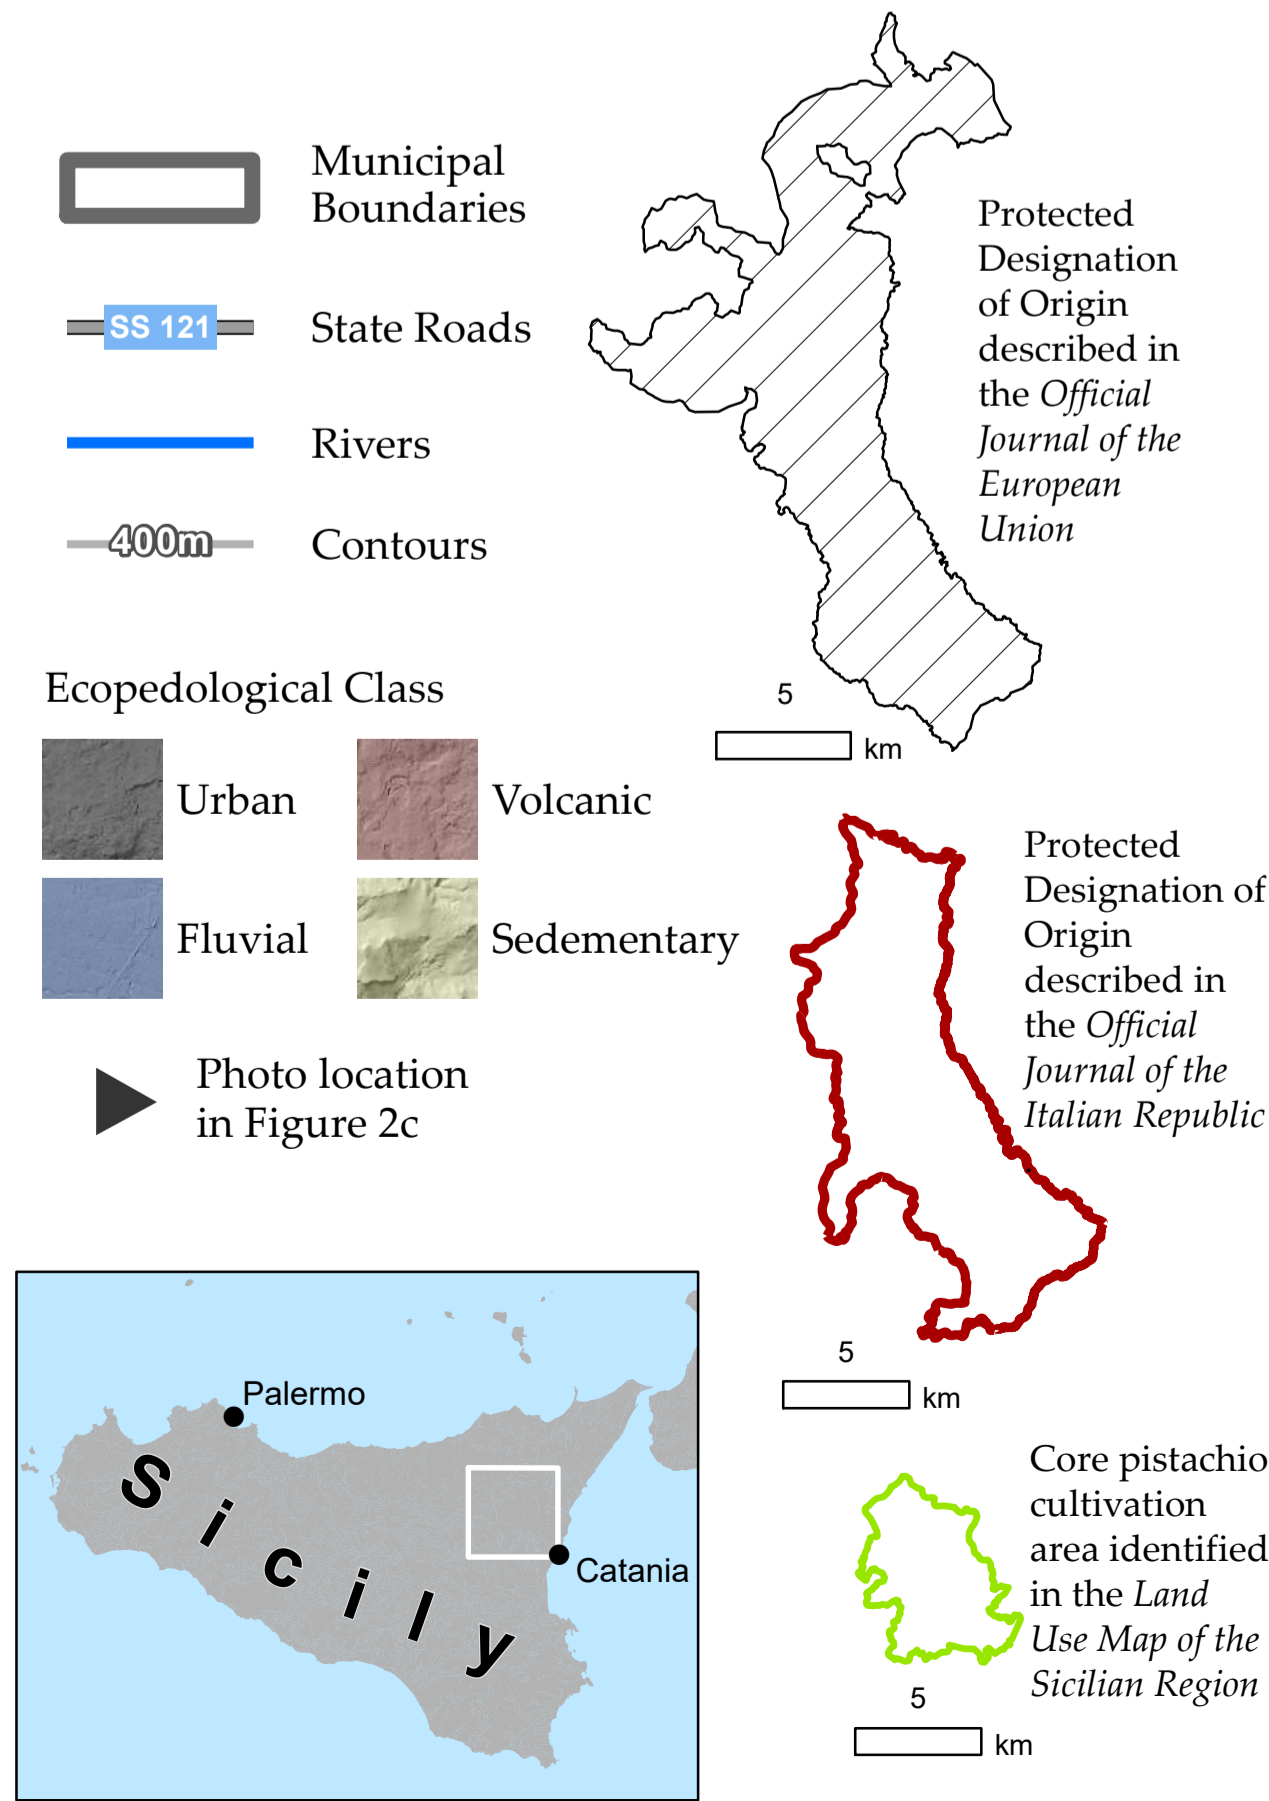 Municipal
Boundaries
SS 121
State Roads
Rivers
400m
Contours
Ecopedological Class
Urban
Volcanic
Fluvial
Sedementary
Photo location
in Figure 2c
Protected
Designation
of Origin
described in
the Official
Journal of the
European
Union
5
km
Protected
Designation of
Origin
described in
the Official
Journal of the
Italian Republic
5
km
Core pistachio
cultivation
area identified
in the Land
Use Map of the
Sicilian Region
5
km
Palermo
Sicily
Catania